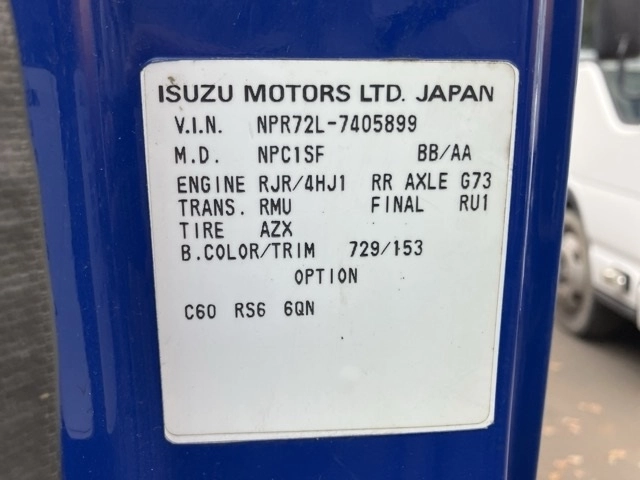 ISUZU MOTORS LTD. JAPAN
V.I.N. NPR72L-7405899
M.D. NPC1SF BB/AA
ENGINE RJR/4HJ1 RR AXLE G73
TRANS. RMU FINAL RU1
TIRE AZX
B.COLOR/TRIM 729/153
OPTION
C60 RS6 6QN